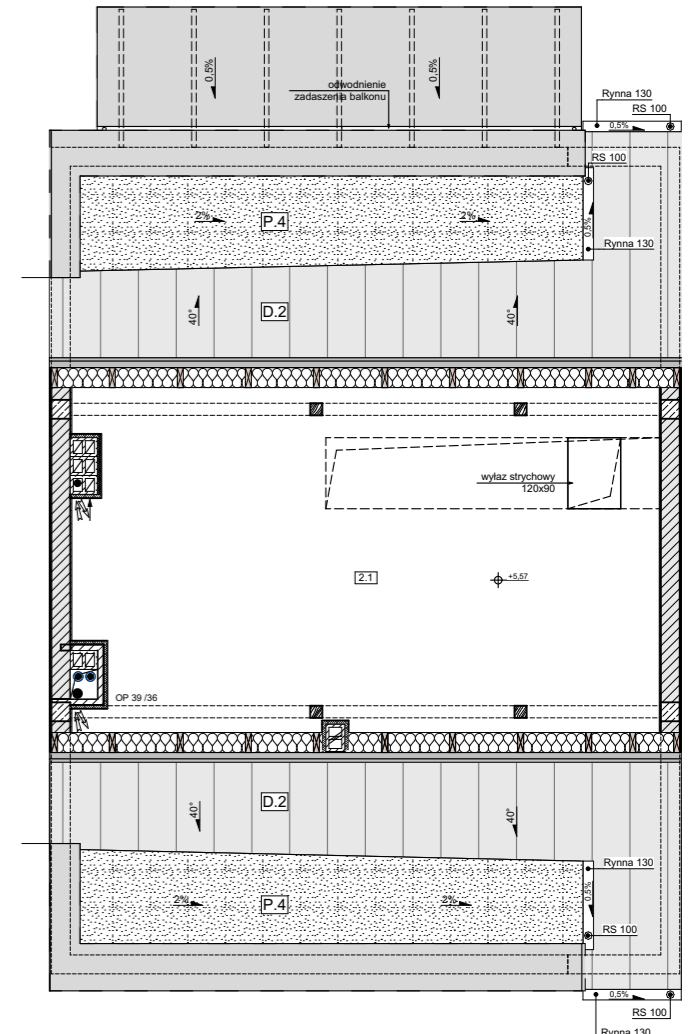 0,5%
0,5%
odwodnienie
zadaszenia balkonu
Rynna 130
RS 100
0,5%
RS 100
2%
P.4
2%
0,5%
Rynna 130
40°
D.2
40°
wyłaz strychowy
120x90
2.1
+5,57
OP 39 /36
40°
D.2
40°
Rynna 130
0,5%
2%
P.4
2%
RS 100
0,5%
RS 100
Rynna 130